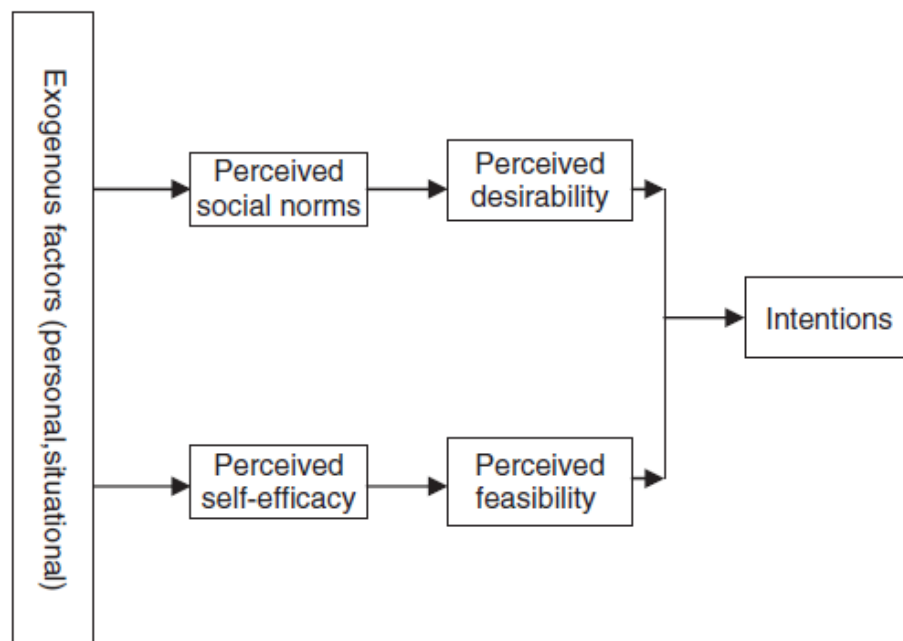 Exogenous factors (personal,situational)
Perceived
social norms
Perceived
desirability
Intentions
Perceived
self-efficacy
Perceived
feasibility